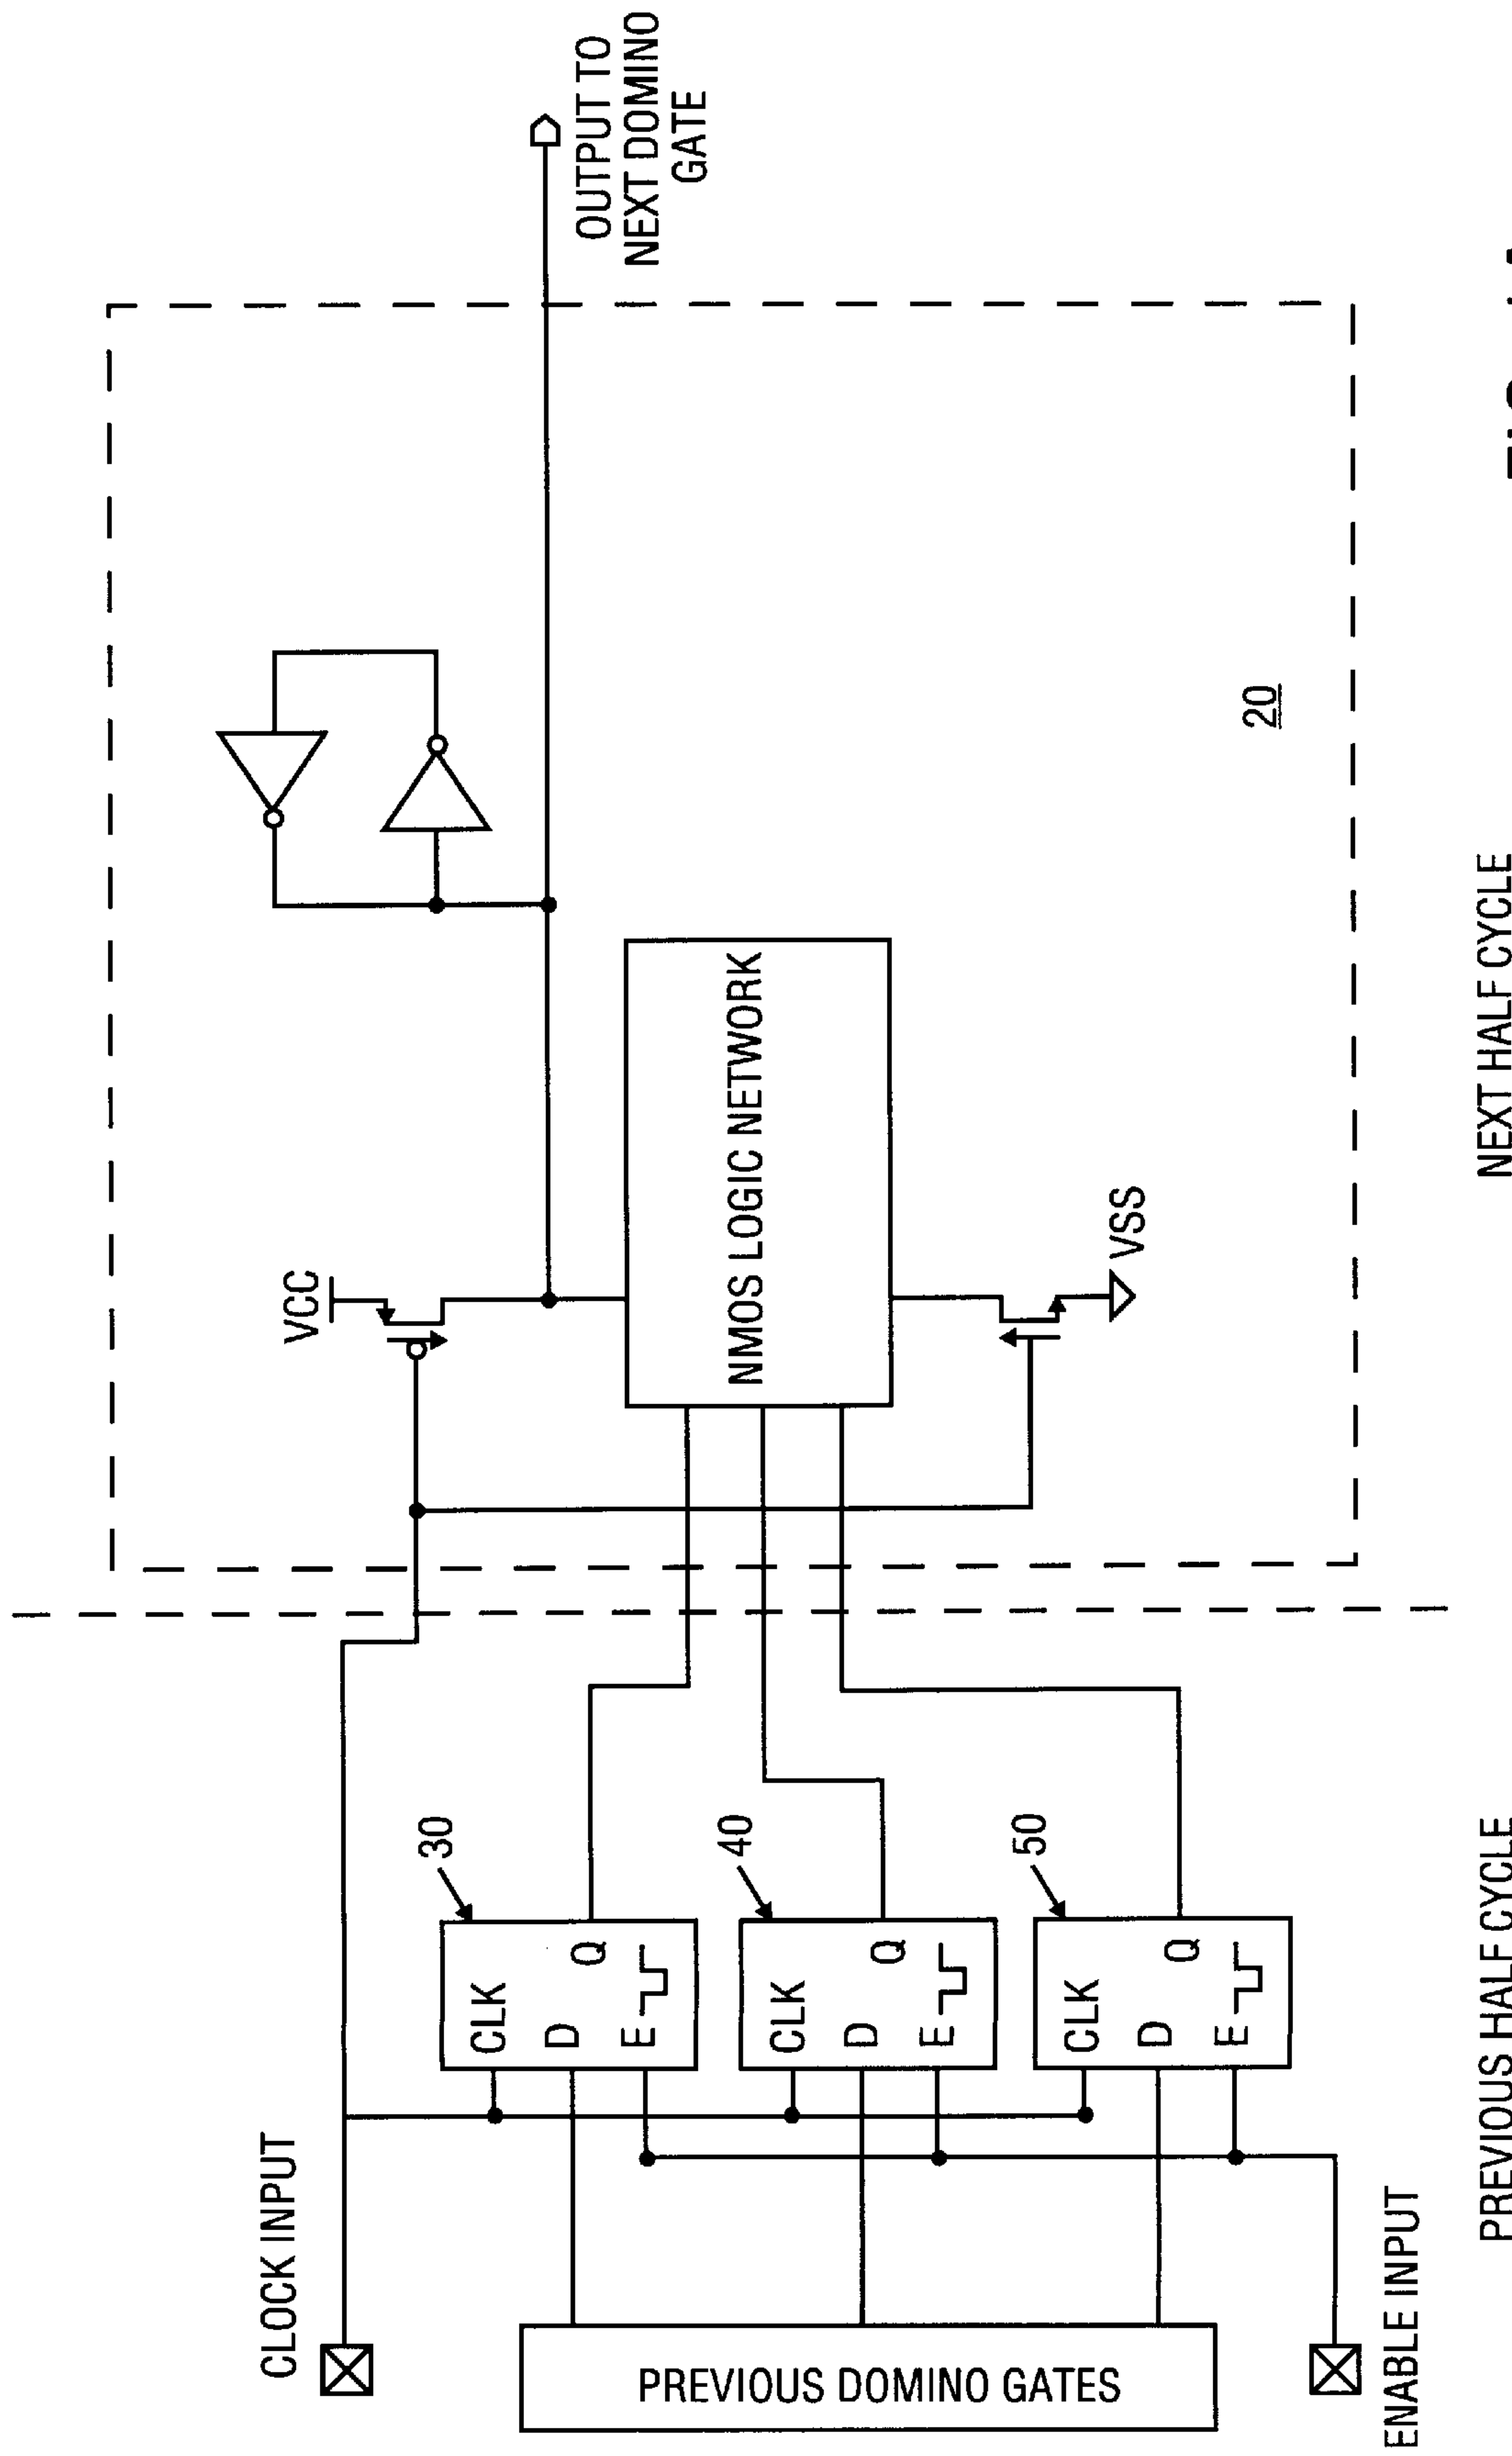 CLOCK INPUT
PREVIOUS DOMINO GATES
ENABLE INPUT
CLK
D
Q
E
30
CLK
D
Q
E
40
CLK
D
Q
E
50
VCC
NMOS LOGIC NETWORK
VSS
20
OUTPUT TO
NEXT DOMINO
GATE
PREVIOUS HALF CYCLE
NEXT HALF CYCLE